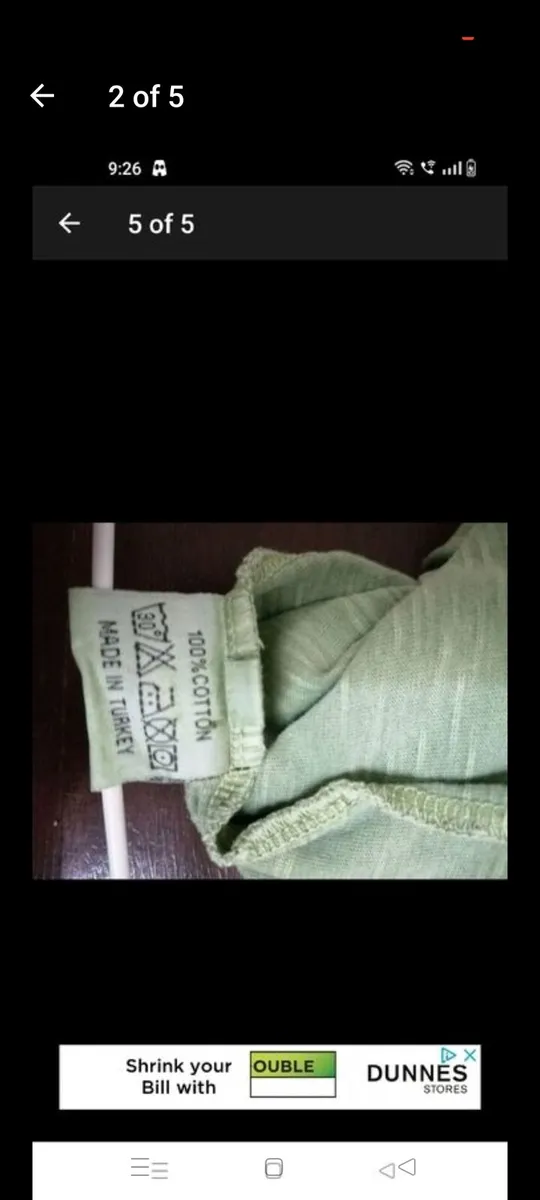 2 of 5
9:26
5 of 5
100%COTTON
30°
MADE IN TURKEY
Shrink your
Bill with
OUBLE
DUNNES
STORES